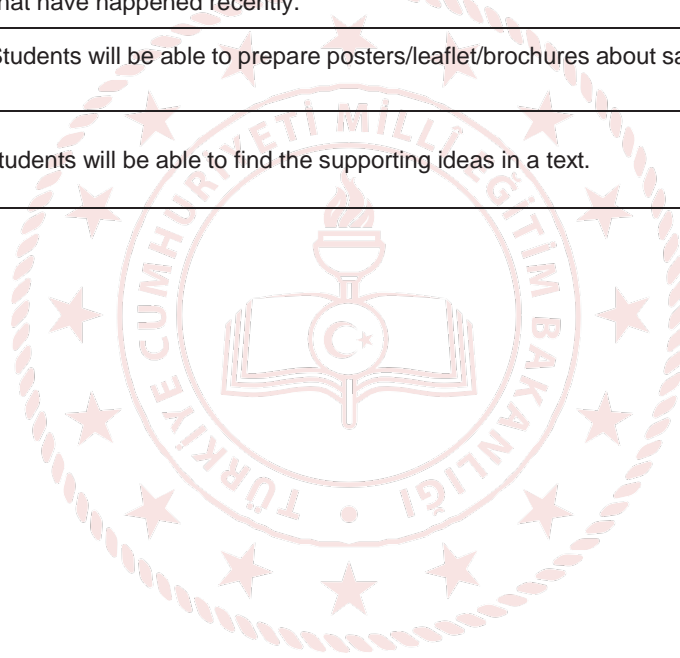 hat have happened recently.
Students will be able to prepare posters/leaflet/brochures about sa
tudents will be able to find the supporting ideas in a text.
TÜRKİYE CUMHURİYETİ MİLLÎ EĞİTİM BAKANLIĞI